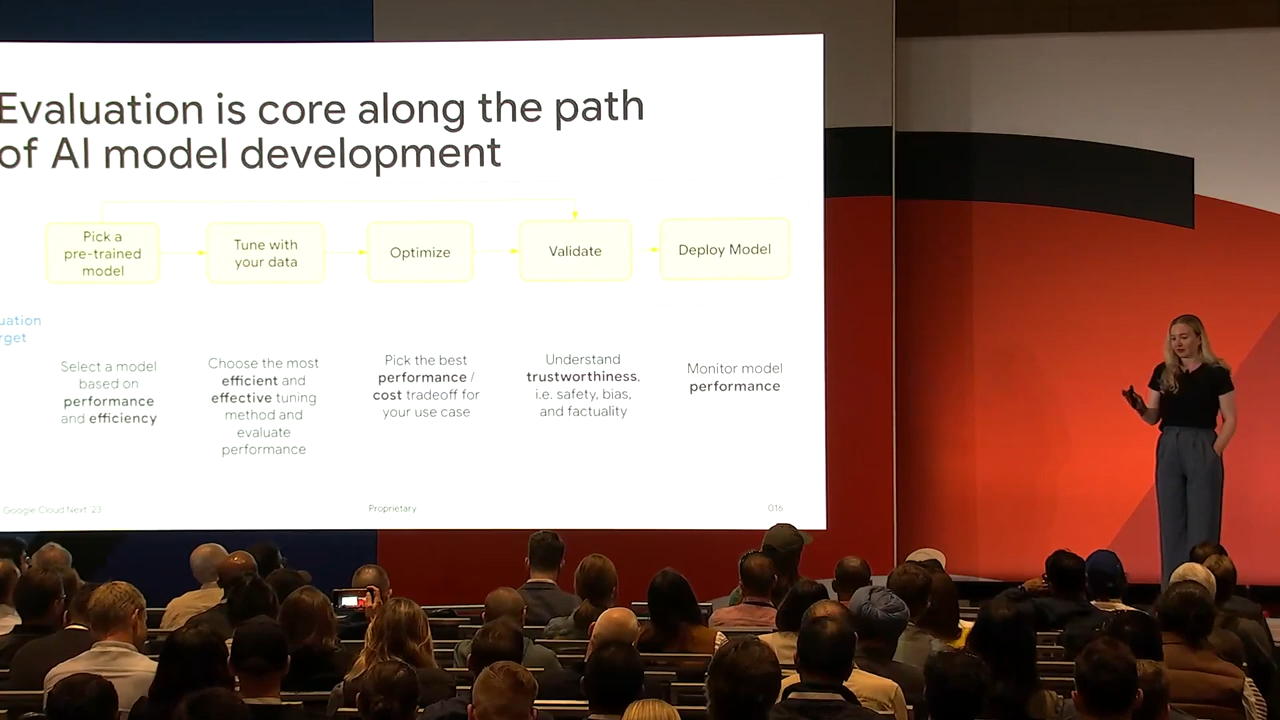 Evaluation is core along the path
of AI model development
Pick a
pre-trained
model
Tune with
your data
Optimize
Validate
Deploy Model
uation
rget
Select a model
based on
performance
and efficiency
Choose the most
efficient and
effective tuning
method and
evaluate
performance
Pick the best
performance /
cost tradeoff for
your use case
Understand
trustworthiness,
i.e. safety, bias,
and factuality
Monitor model
performance
Google Cloud Next '23
Proprietary
016